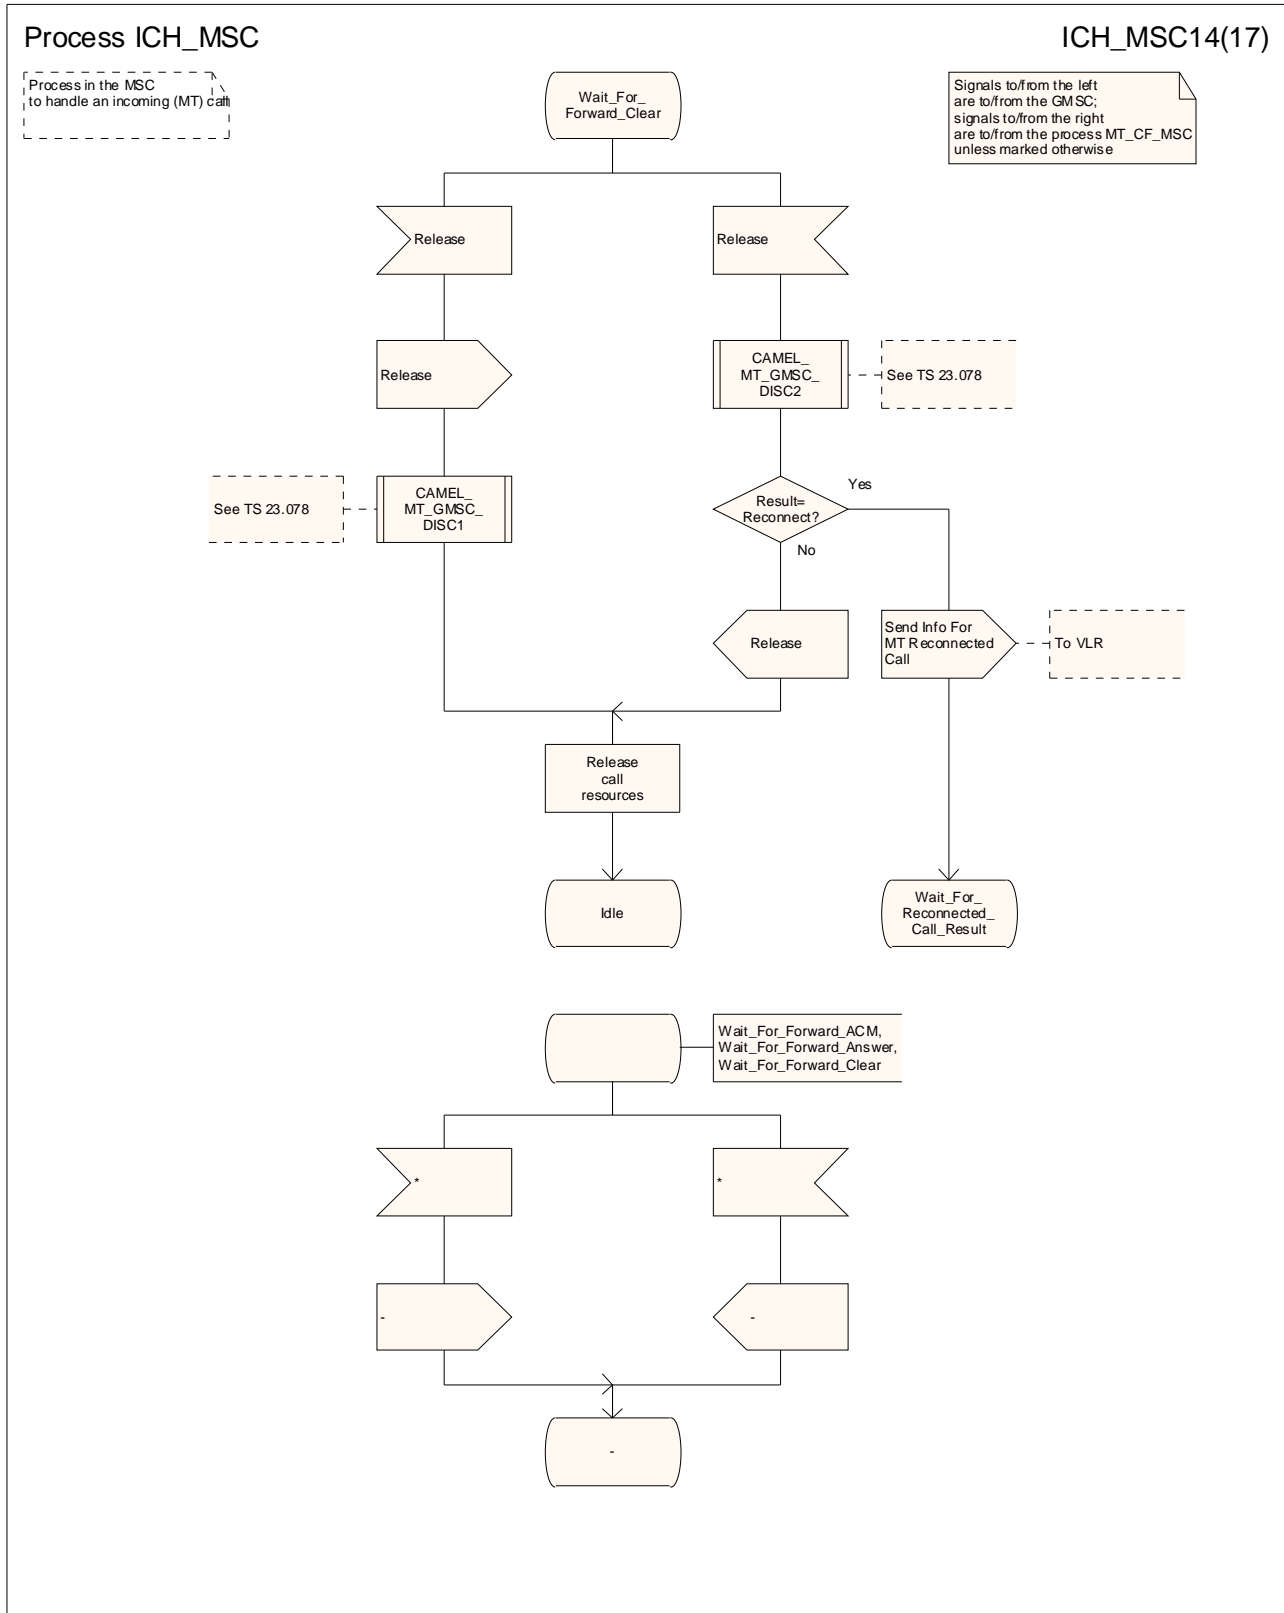 Process ICH_MSC
ICH_MSC14(17)
Process in the MSC
to handle an incoming (MT) call
Signals to/from the left
are to/from the GMSC;
signals to/from the right
are to/from the process MT_CF_MSC
unless marked otherwise
Wait_For_
Forward_Clear
Release
Release
Release
CAMEL_
MT_GMSC_
DISC2
See TS 23.078
See TS 23.078
CAMEL_
MT_GMSC_
DISC1
Result=
Reconnect?
Yes
No
Release
Send Info For
MT Reconnected
Call
To VLR
Release
call
resources
Idle
Wait_For_
Reconnected_
Call_Result
Wait_For_Forward_ACM,
Wait_For_Forward_Answer,
Wait_For_Forward_Clear
*
*
-
-
-